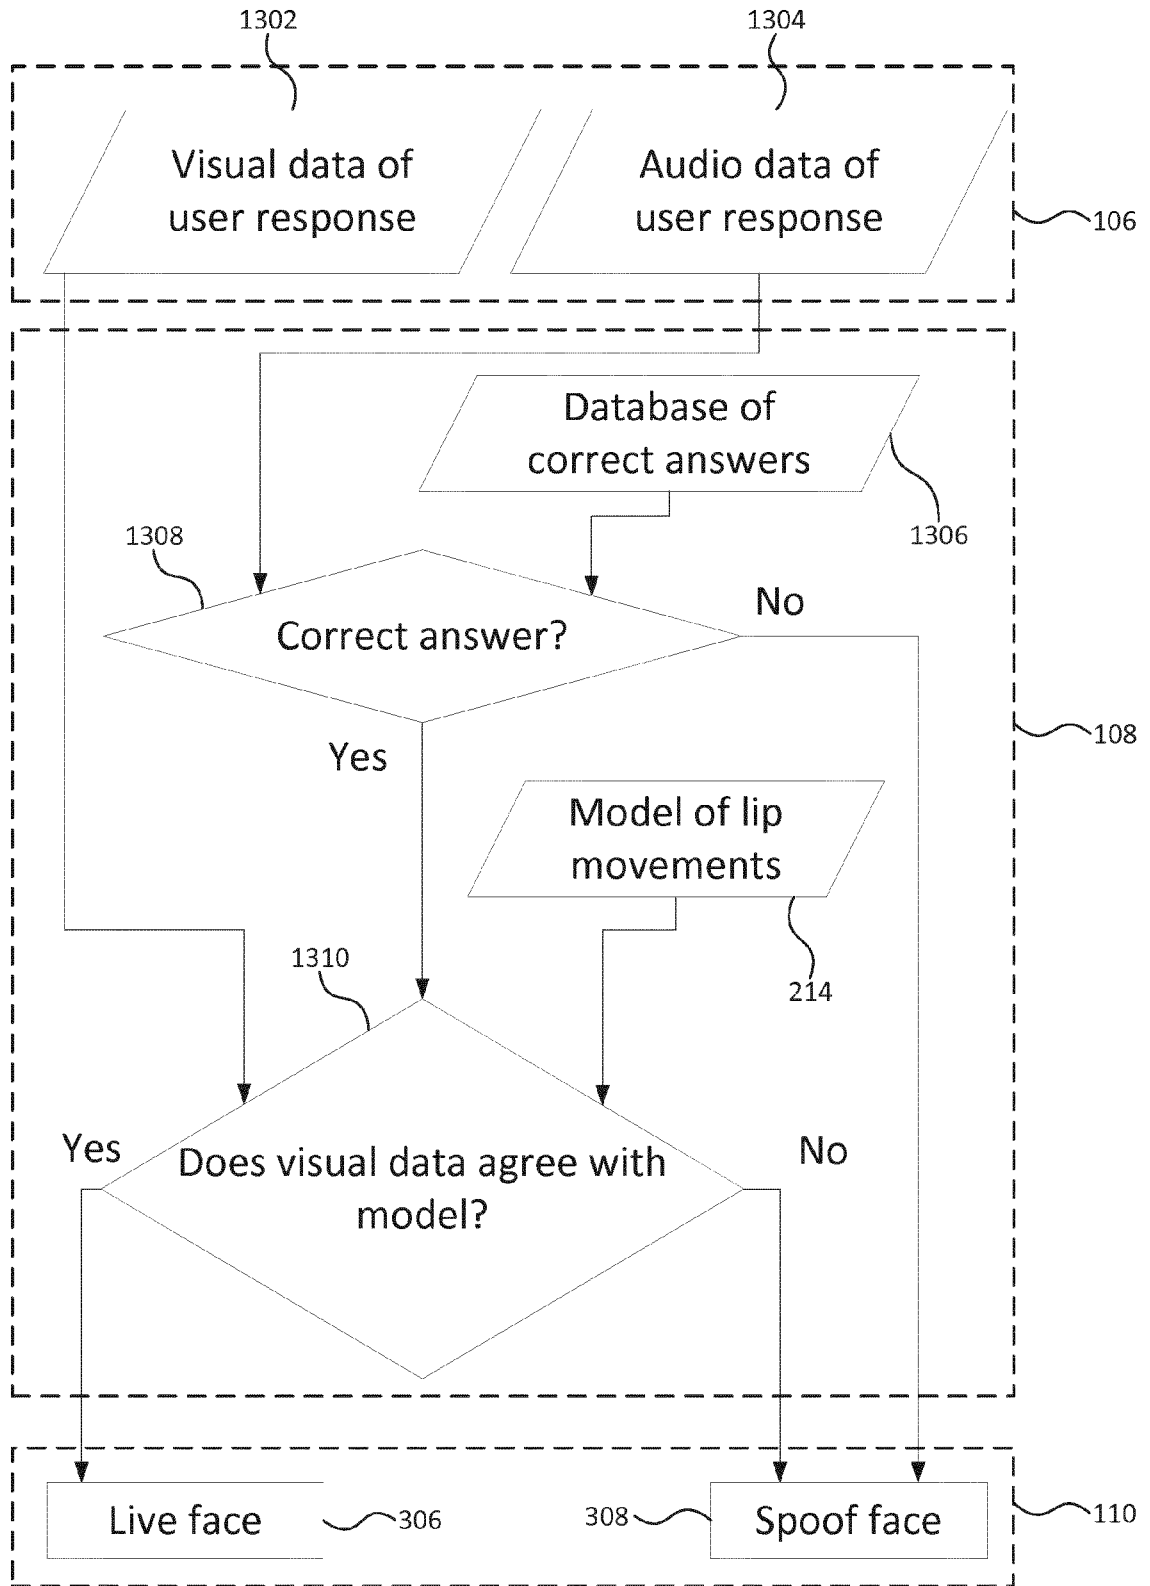 1302
1304
Visual data of
user response
Audio data of
user response
106
Database of
correct answers
1306
1308
No
Correct answer?
108
Yes
Model of lip
movements
214
1310
Yes
No
Does visual data agree with
model?
Live face
306
308
Spoof face
110